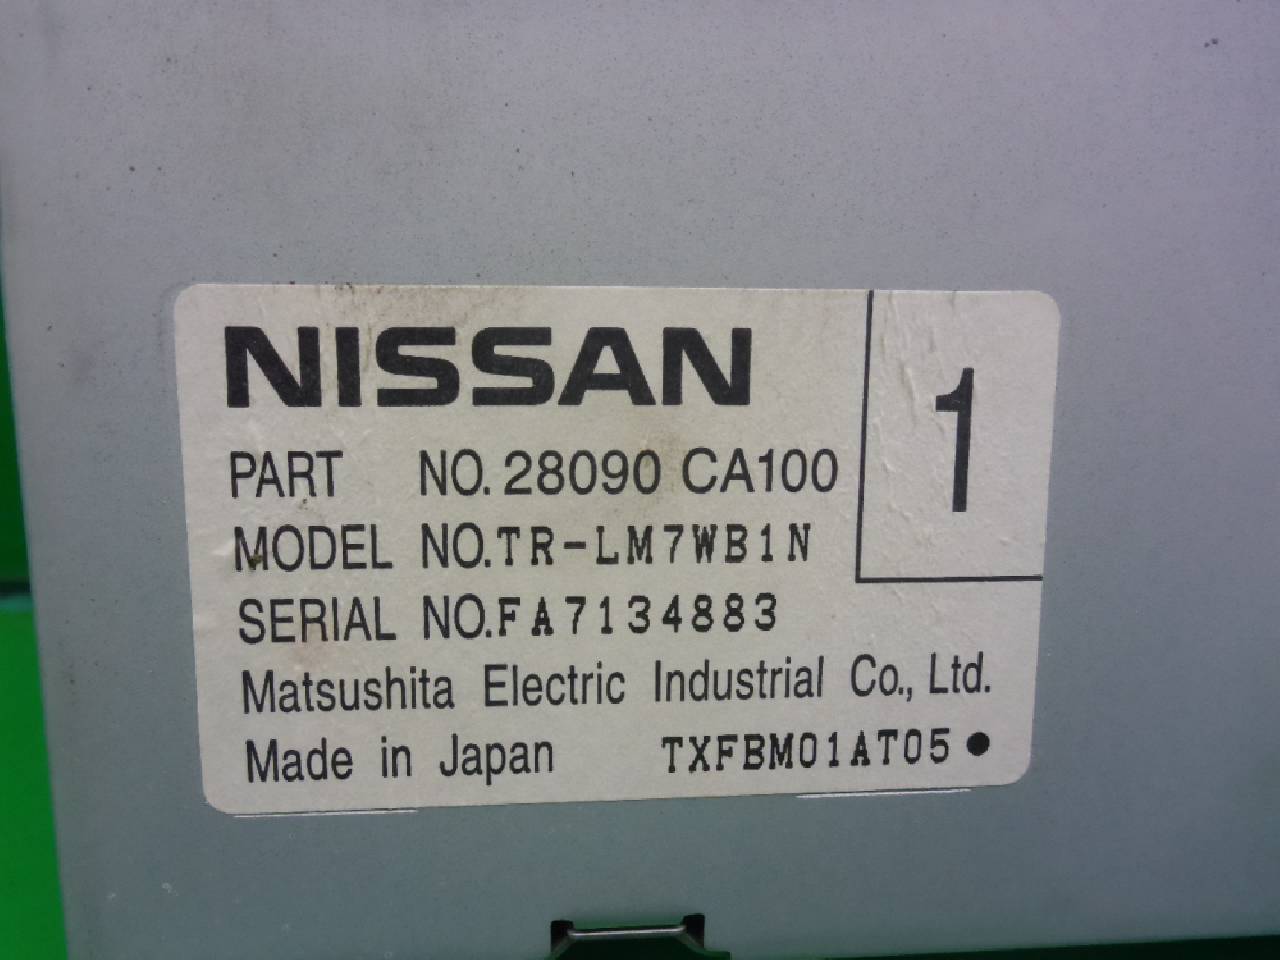 NISSAN
1
PART NO. 28090 CA100
MODEL NO. TR-LM7WB1N
SERIAL NO. FA7134883
Matsushita Electric Industrial Co., Ltd.
Made in Japan TXFBM01AT05●